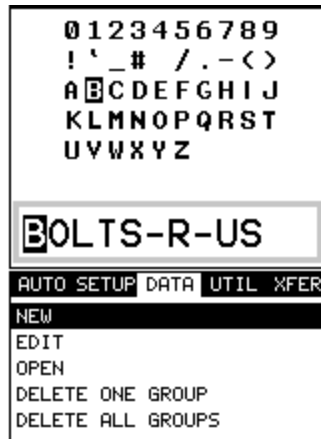 0123456789
!`_# /.-<>
ABCDEFGHIJ
KLMNOPQRST
UVWXYZ
BOLTS-R-US
AUTO SETUP DATA UTIL XFER
NEW
EDIT
OPEN
DELETE ONE GROUP
DELETE ALL GROUPS